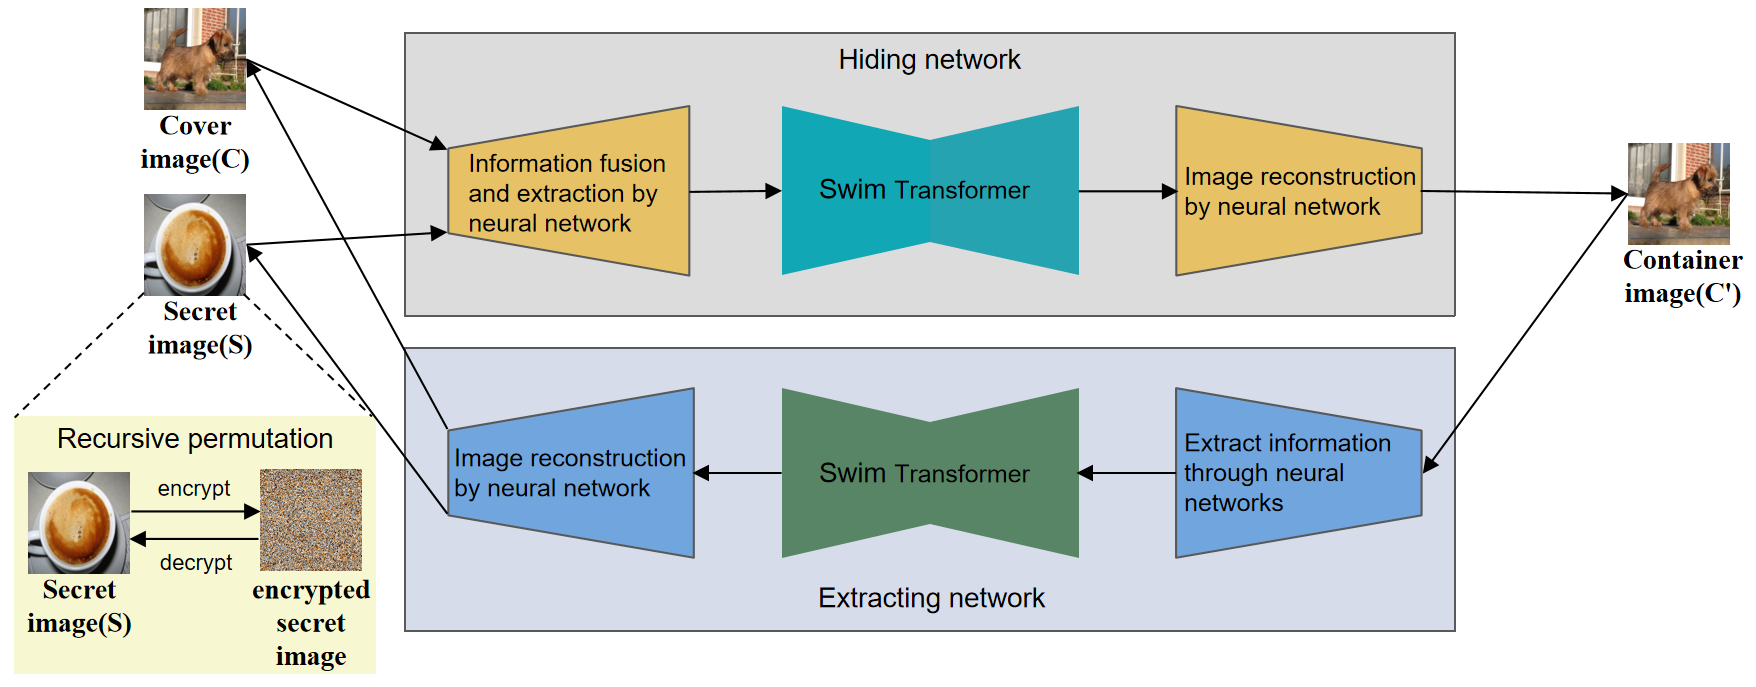 Cover
image(C)
Secret
image(S)
Recursive permutation
encrypt
decrypt
Secret
image(S)
encrypted
secret
image
Hiding network
Information fusion
and extraction by
neural network
Swim Transformer
Image reconstruction
by neural network
Container
image(C')
Image reconstruction
by neural network
Swim Transformer
Extract information
through neural
networks
Extracting network